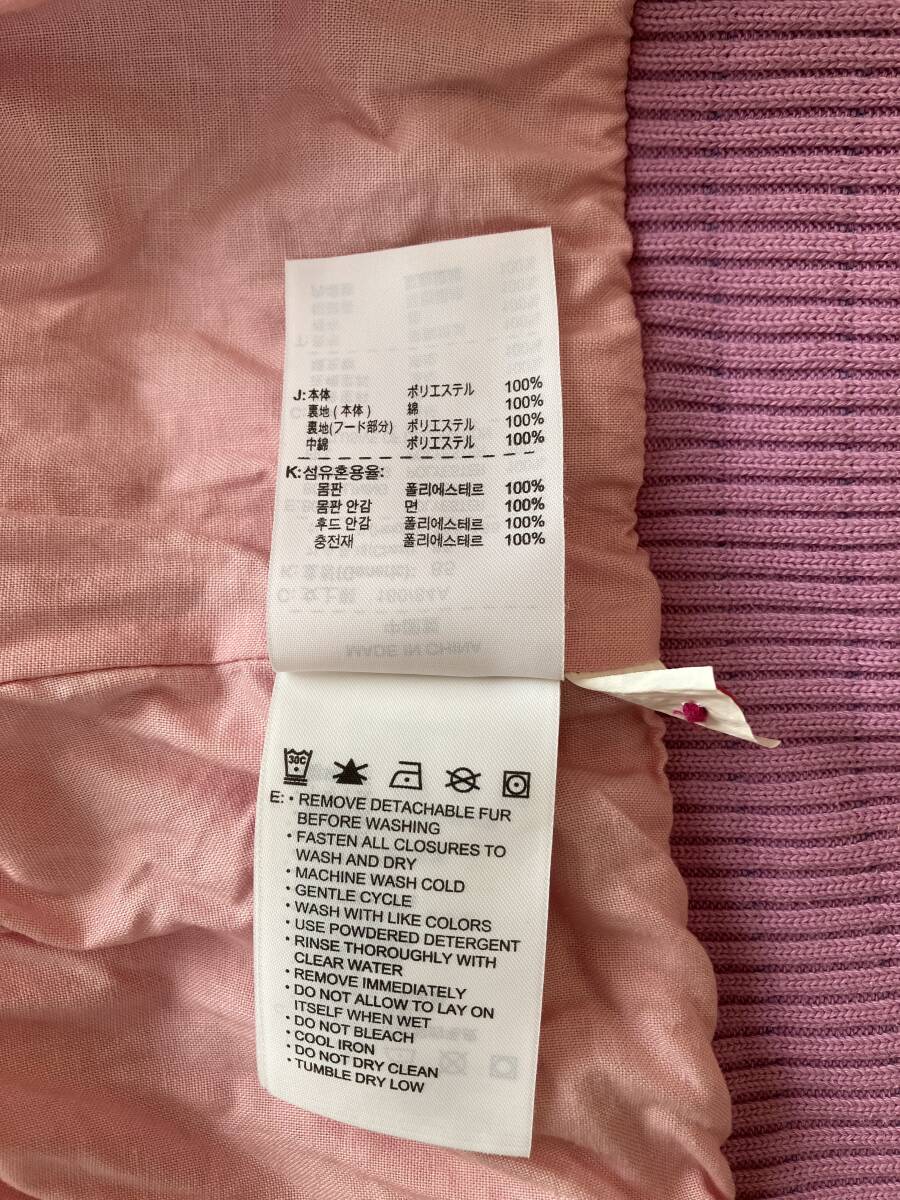 J:本体 ポリエステル 100%
裏地(本体) 綿 100%
裏地(フード部分) ポリエステル 100%
中綿 ポリエステル 100%
K:섬유혼용율:
몸판 폴리에스테르 100%
몸판 안감 면 100%
후드 안감 폴리에스테르 100%
충전재 폴리에스테르 100%
30C
E: • REMOVE DETACHABLE FUR
BEFORE WASHING
• FASTEN ALL CLOSURES TO
WASH AND DRY
• MACHINE WASH COLD
• GENTLE CYCLE
• WASH WITH LIKE COLORS
• USE POWDERED DETERGENT
• RINSE THOROUGHLY WITH
CLEAR WATER
• REMOVE IMMEDIATELY
• DO NOT ALLOW TO LAY ON
ITSELF WHEN WET
• DO NOT BLEACH
• COOL IRON
• DO NOT DRY CLEAN
• TUMBLE DRY LOW